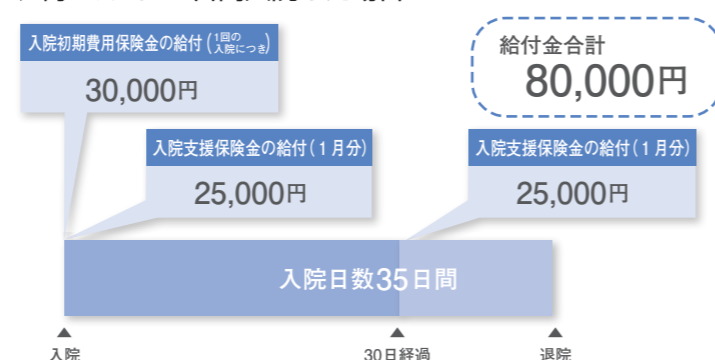 入院初期費用保険金の給付(1回の入院につき)
30,000円
給付金合計
80,000円
入院支援保険金の給付(1月分)
25,000円
入院支援保険金の給付(1月分)
25,000円
入院日数35日間
▲ ▲ ▲
入院 30日経過 退院